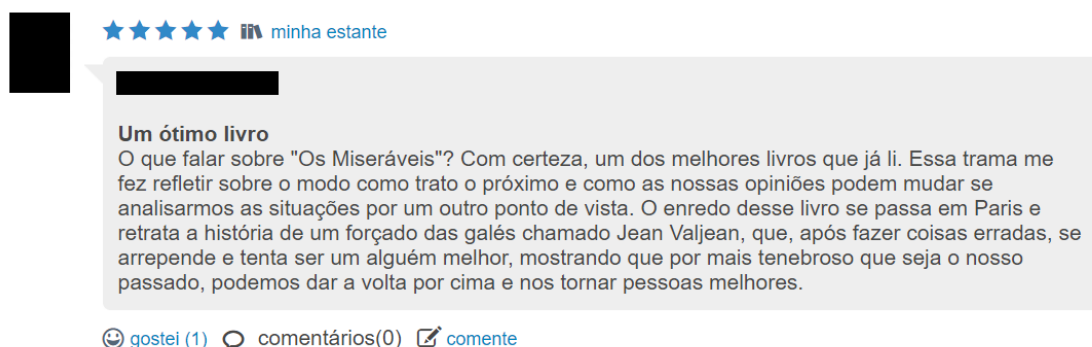 minha estante
Um ótimo livro
O que falar sobre "Os Miseráveis"? Com certeza, um dos melhores livros que já li. Essa trama me
fez refletir sobre o modo como trato o próximo e como as nossas opiniões podem mudar se
analisarmos as situações por um outro ponto de vista. O enredo desse livro se passa em Paris e
retrata a história de um forçado das galés chamado Jean Valjean, que, após fazer coisas erradas, se
arrepende e tenta ser um alguém melhor, mostrando que por mais tenebroso que seja o nosso
passado, podemos dar a volta por cima e nos tornar pessoas melhores.
gostei (1) comentários(0) comente